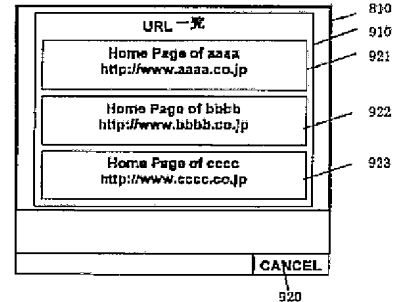 URL 一覧
Home Page of aaaa
http://www.aaaa.co.jp
Home Page of bbbb
http://www.bbbb.co.jp
Home Page of cccc
http://www.cccc.co.jp
CANCEL
810
910
921
922
923
920